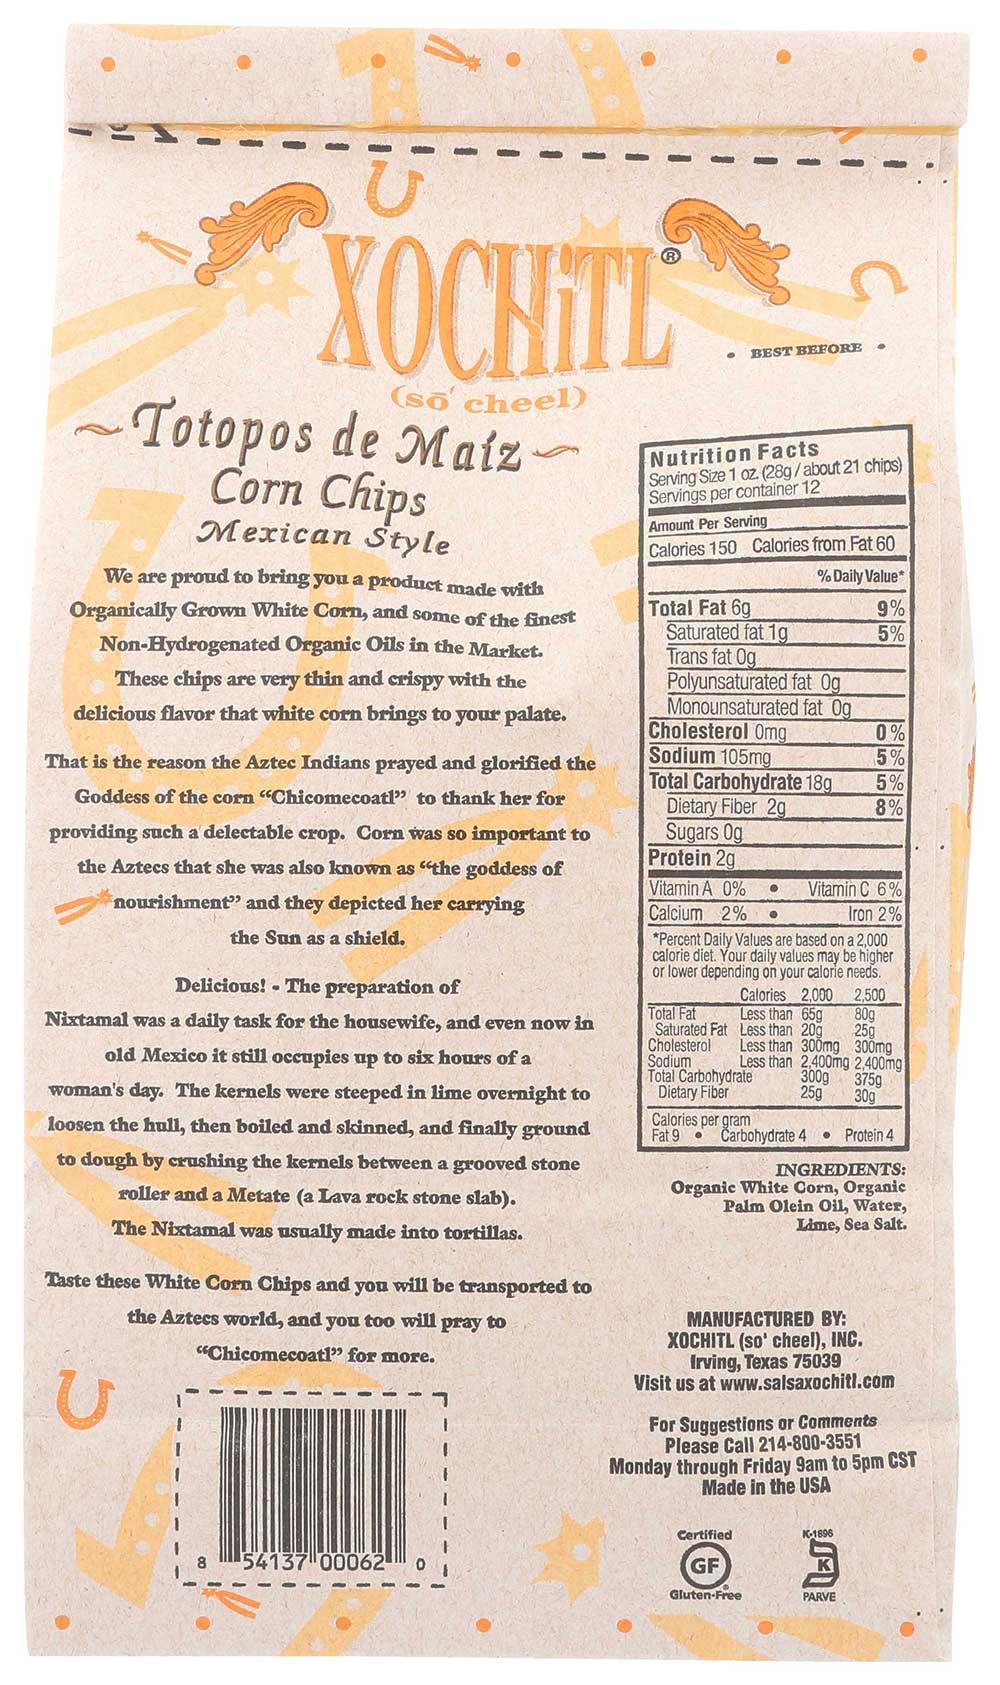 XOCHiTL®
(sō' cheel)
• BEST BEFORE •
~Totopos de Maíz~
Corn Chips
Mexican Style
We are proud to bring you a product made with
Organically Grown White Corn, and some of the finest
Non-Hydrogenated Organic Oils in the Market.
These chips are very thin and crispy with the
delicious flavor that white corn brings to your palate.
That is the reason the Aztec Indians prayed and glorified the
Goddess of the corn “Chicomecoatl” to thank her for
providing such a delectable crop. Corn was so important to
the Aztecs that she was also known as “the goddess of
nourishment” and they depicted her carrying
the Sun as a shield.
Delicious! - The preparation of
Nixtamal was a daily task for the housewife, and even now in
old Mexico it still occupies up to six hours of a
woman's day. The kernels were steeped in lime overnight to
loosen the hull, then boiled and skinned, and finally ground
to dough by crushing the kernels between a grooved stone
roller and a Metate (a Lava rock stone slab).
The Nixtamal was usually made into tortillas.
Taste these White Corn Chips and you will be transported to
the Aztecs world, and you too will pray to
“Chicomecoatl” for more.
8 54137 00062 0
Nutrition Facts
Serving Size 1 oz. (28g / about 21 chips)
Servings per container 12
Amount Per Serving
Calories 150 Calories from Fat 60
% Daily Value*
Total Fat 6g 9%
Saturated fat 1g 5%
Trans fat 0g
Polyunsaturated fat 0g
Monounsaturated fat 0g
Cholesterol 0mg 0%
Sodium 105mg 5%
Total Carbohydrate 18g 5%
Dietary Fiber 2g 8%
Sugars 0g
Protein 2g
Vitamin A 0% • Vitamin C 6%
Calcium 2% • Iron 2%
*Percent Daily Values are based on a 2,000
calorie diet. Your daily values may be higher
or lower depending on your calorie needs.
Calories 2,000 2,500
Total Fat Less than 65g 80g
Saturated Fat Less than 20g 25g
Cholesterol Less than 300mg 300mg
Sodium Less than 2,400mg 2,400mg
Total Carbohydrate 300g 375g
Dietary Fiber 25g 30g
Calories per gram
Fat 9 • Carbohydrate 4 • Protein 4
INGREDIENTS:
Organic White Corn, Organic
Palm Olein Oil, Water,
Lime, Sea Salt.
MANUFACTURED BY:
XOCHITL (so' cheel), INC.
Irving, Texas 75039
Visit us at www.salsaxochitl.com
For Suggestions or Comments
Please Call 214-800-3551
Monday through Friday 9am to 5pm CST
Made in the USA
Certified
GF
Gluten-Free
K-1896
K
PARVE